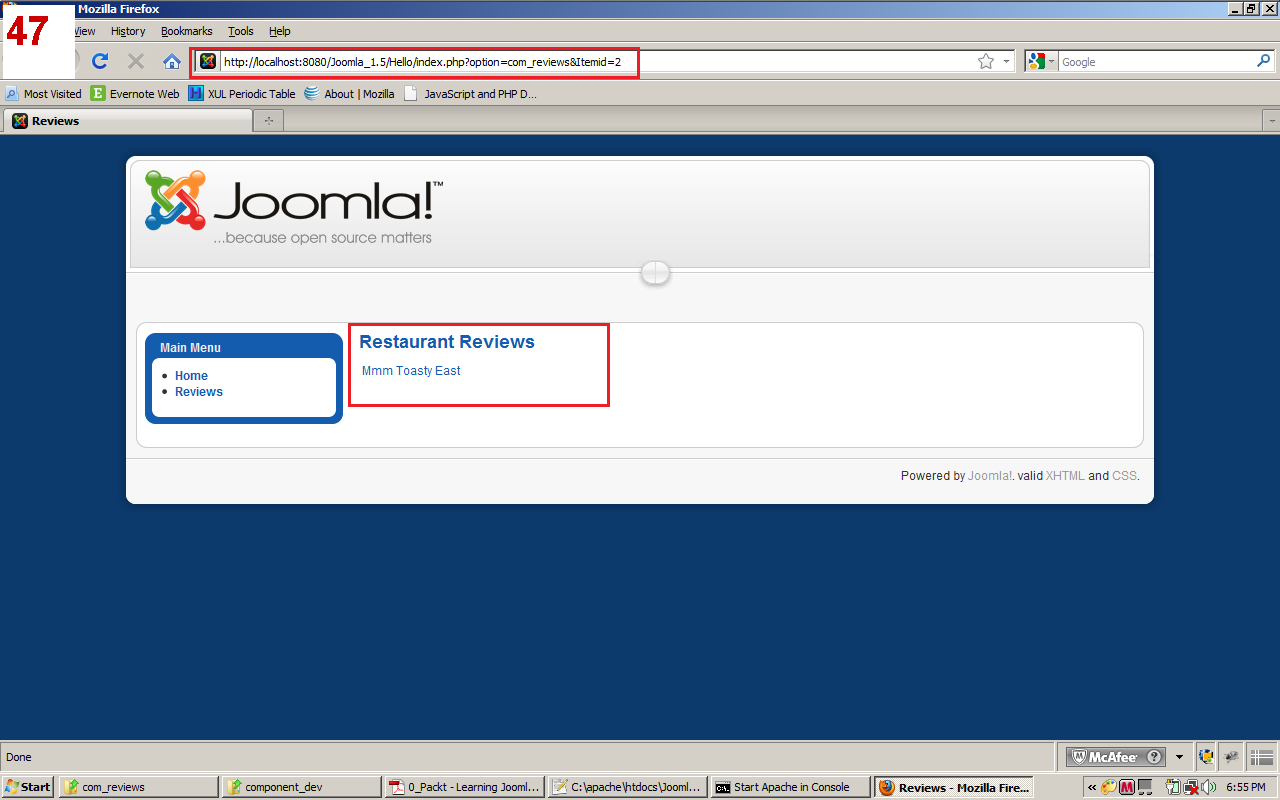 47
Mozilla Firefox
View History Bookmarks Tools Help
http://localhost:8080/Joomla_1.5/Hello/index.php?option=com_reviews&Itemid=2
Google
Most Visited Evernote Web XUL Periodic Table About | Mozilla JavaScript and PHP D...
Reviews
Joomla!™
...because open source matters
Main Menu
Home
Reviews
Restaurant Reviews
Mmm Toasty East
Powered by Joomla!. valid XHTML and CSS.
Done
McAfee
Start com_reviews component_dev 0_Packt - Learning Jooml... C:\apache\htdocs\Jooml... Start Apache in Console Reviews - Mozilla Fire... « 6:55 PM